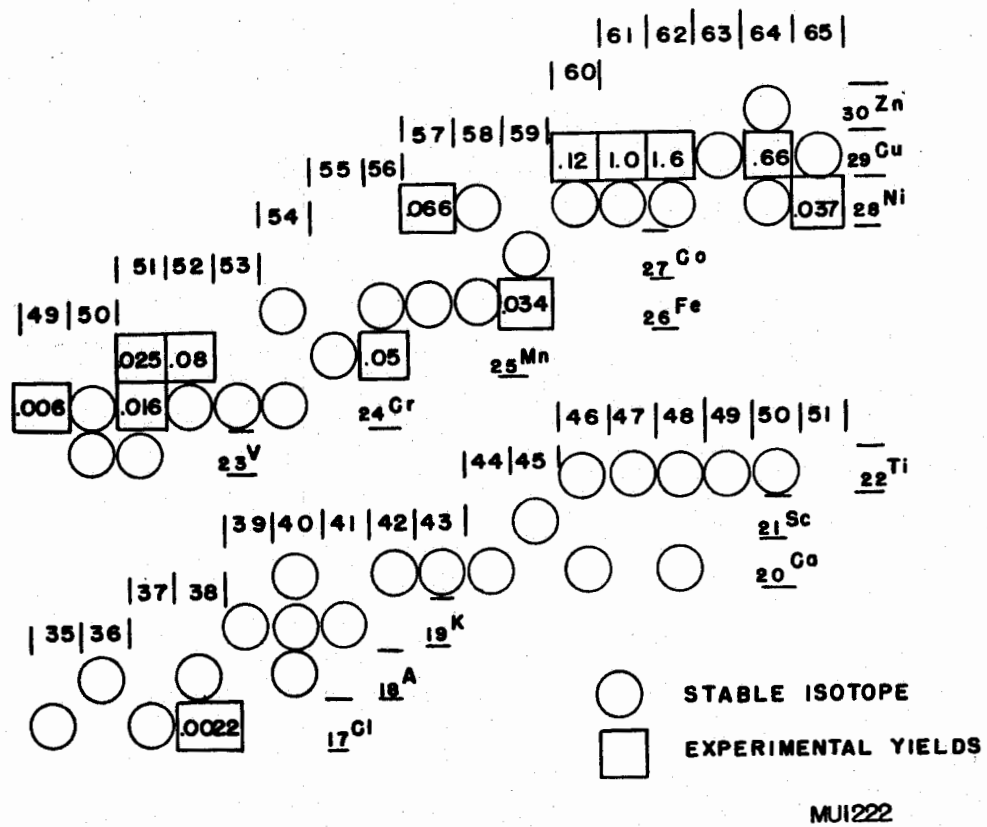 61 62 63 64 65
60
30 Zn
57 58 59
.12 1.0 1.6 .66 29 Cu
55 56
.066 .037 28 Ni
54
27 Co
51 52 53
.034 26 Fe
49 50
.025 .08 .05 25 Mn
.006 .016 24 Cr
46 47 48 49 50 51
23 V
44 45 22 Ti
39 40 41 42 43 21 Sc
20 Ca
37 38
35 36 19 K
18 A
.0022 17 Cl
STABLE ISOTOPE
EXPERIMENTAL YIELDS
MU1222